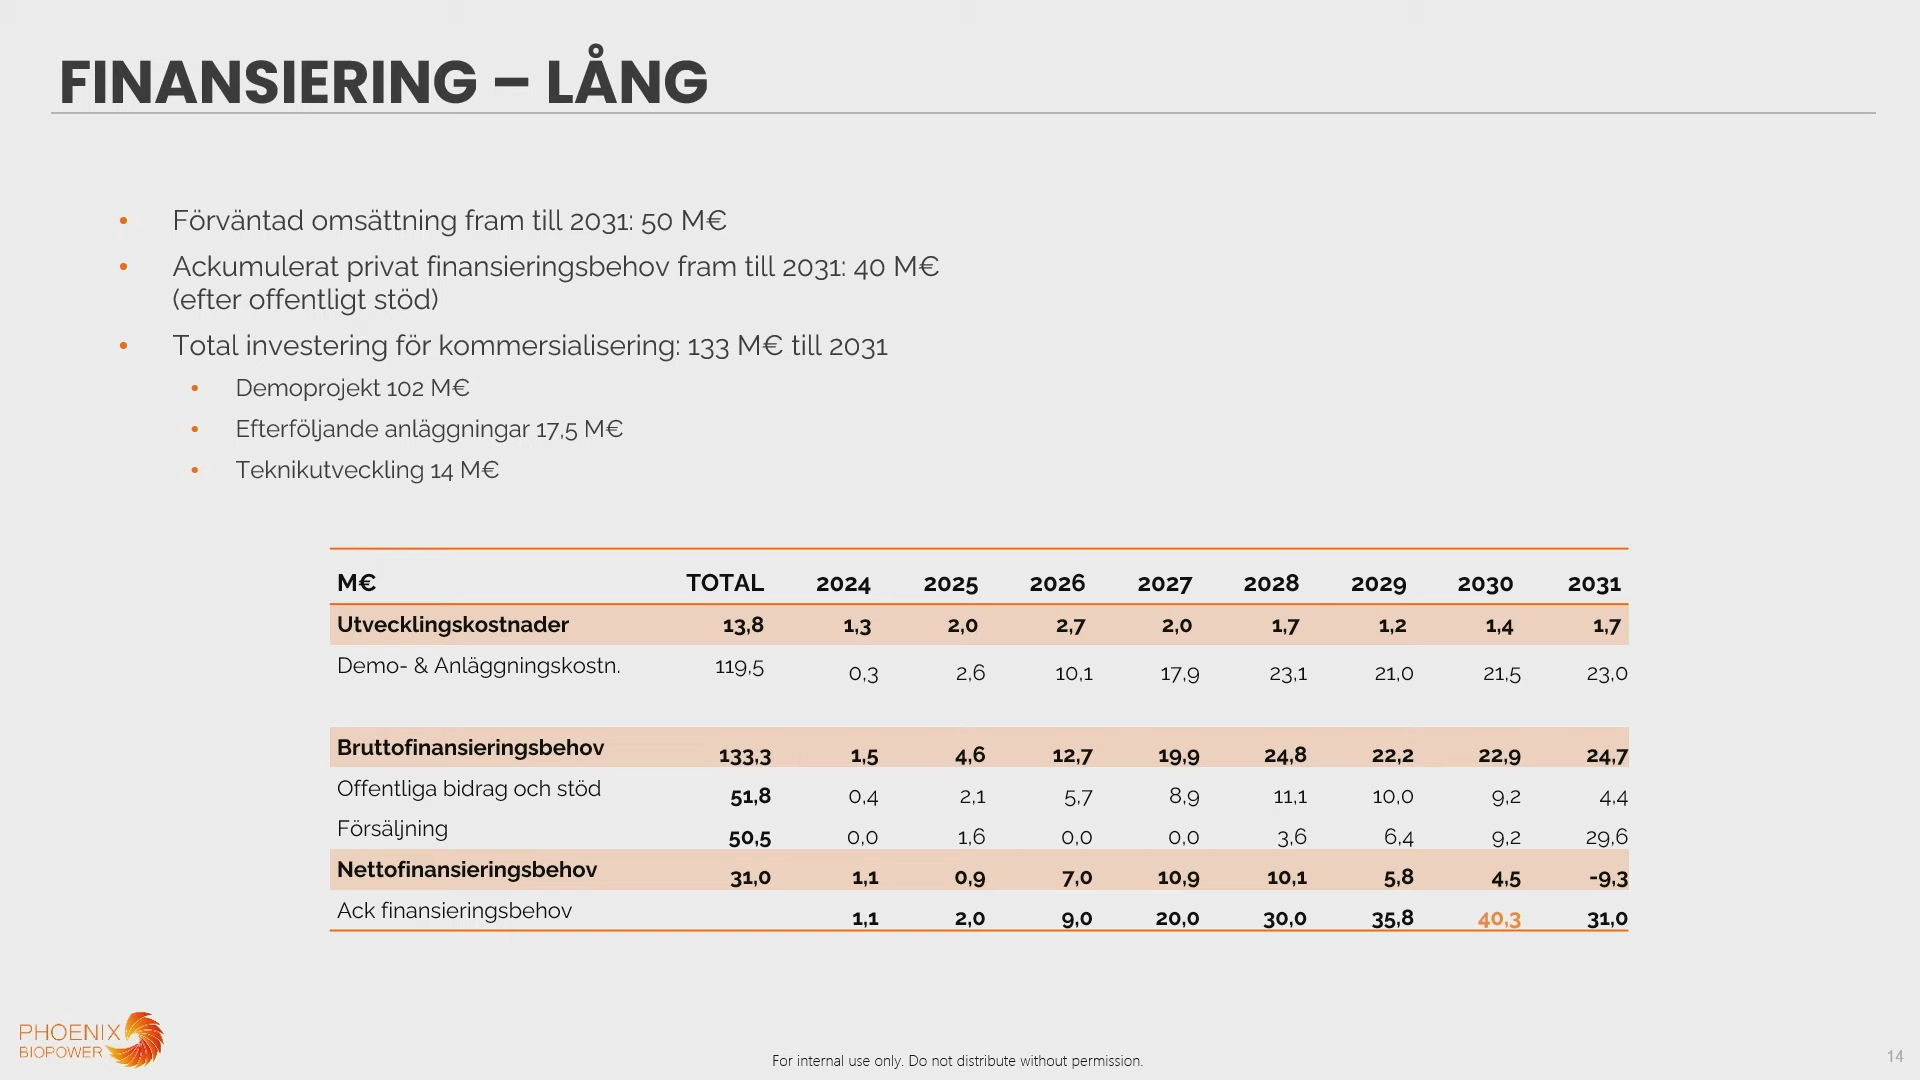 FINANSIERING – LÅNG
• Förväntad omsättning fram till 2031: 50 M€
• Ackumulerat privat finansieringsbehov fram till 2031: 40 M€
(efter offentligt stöd)
• Total investering för kommersialisering: 133 M€ till 2031
• Demoprojekt 102 M€
• Efterföljande anläggningar 17,5 M€
• Teknikutveckling 14 M€
M€ TOTAL 2024 2025 2026 2027 2028 2029 2030 2031
Utvecklingskostnader 13,8 1,3 2,0 2,7 2,0 1,7 1,2 1,4 1,7
Demo- & Anläggningskostn. 119,5 0,3 2,6 10,1 17,9 23,1 21,0 21,5 23,0
Bruttofinansieringsbehov 133,3 1,5 4,6 12,7 19,9 24,8 22,2 22,9 24,7
Offentliga bidrag och stöd 51,8 0,4 2,1 5,7 8,9 11,1 10,0 9,2 4,4
Försäljning 50,5 0,0 1,6 0,0 0,0 3,6 6,4 9,2 29,6
Nettofinansieringsbehov 31,0 1,1 0,9 7,0 10,9 10,1 5,8 4,5 -9,3
Ack finansieringsbehov 1,1 2,0 9,0 20,0 30,0 35,8 40,3 31,0
PHOENIX
BIOPOWER
For internal use only. Do not distribute without permission.
14